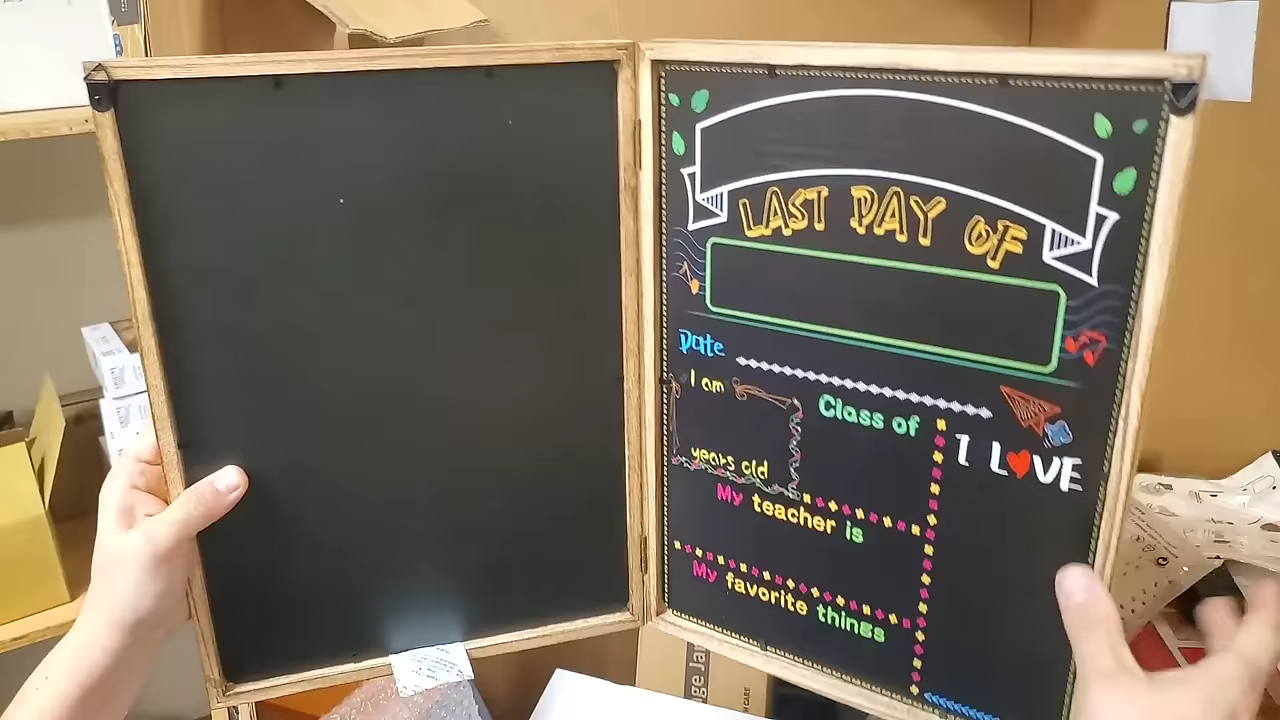 LAST DAY OF
Date
I am
years old
Class of
I LOVE
My teacher is
My favorite things